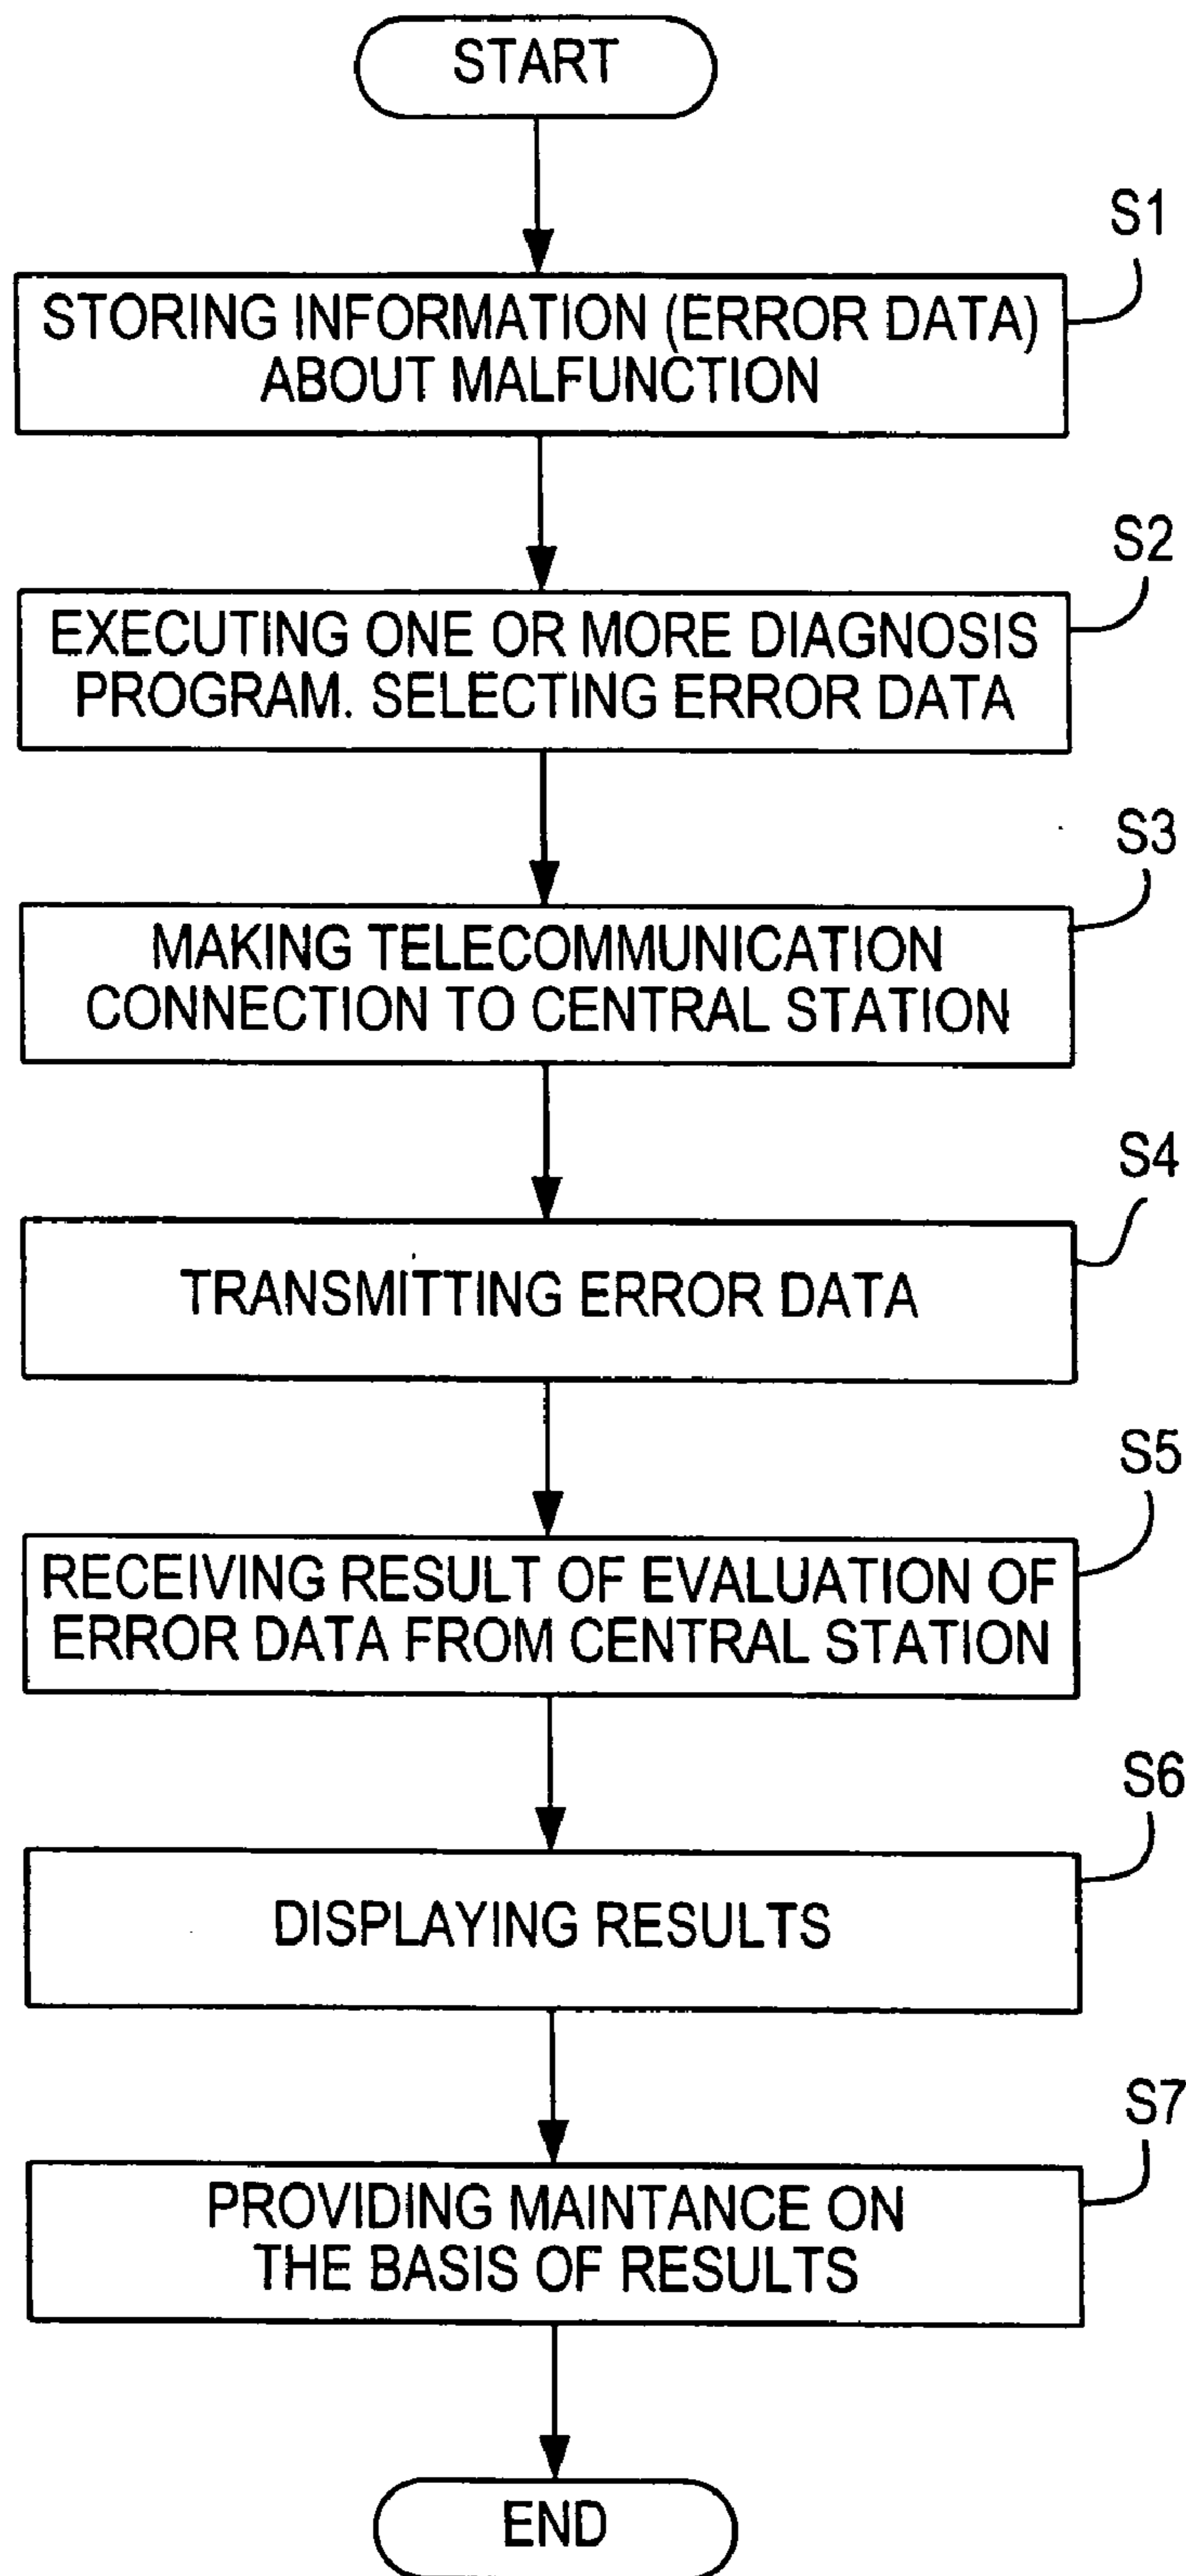 START
S1
STORING INFORMATION (ERROR DATA)
ABOUT MALFUNCTION
S2
EXECUTING ONE OR MORE DIAGNOSIS
PROGRAM. SELECTING ERROR DATA
S3
MAKING TELECOMMUNICATION
CONNECTION TO CENTRAL STATION
S4
TRANSMITTING ERROR DATA
S5
RECEIVING RESULT OF EVALUATION OF
ERROR DATA FROM CENTRAL STATION
S6
DISPLAYING RESULTS
S7
PROVIDING MAINTANCE ON
THE BASIS OF RESULTS
END